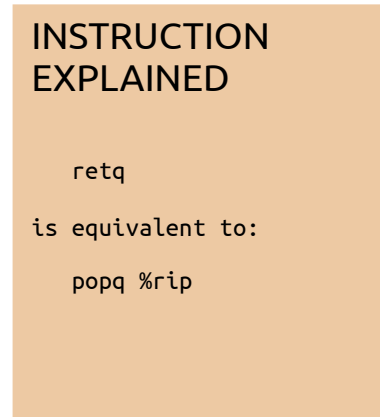 INSTRUCTION
EXPLAINED
retq
is equivalent to:
popq %rip